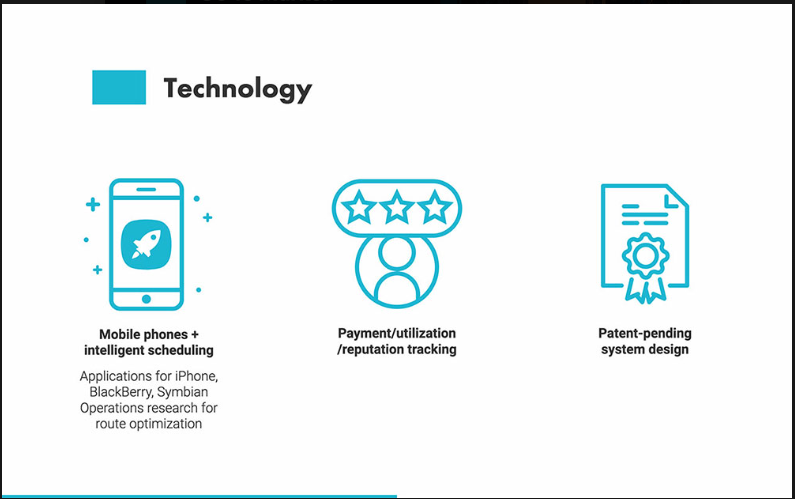 Technology
Mobile phones +
intelligent scheduling
Applications for iPhone,
BlackBerry, Symbian
Operations research for
route optimization
Payment/utilization
/reputation tracking
Patent-pending
system design